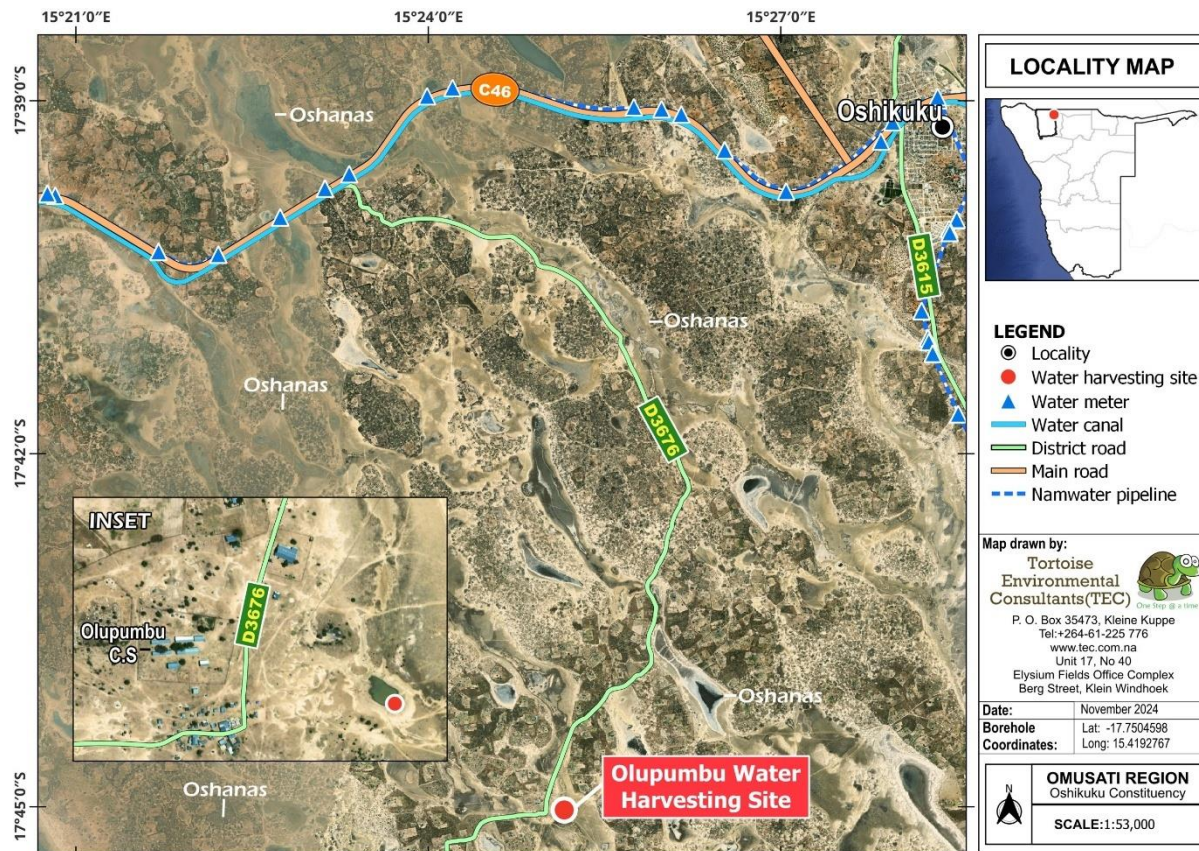 15°21'0"E
15°24'0"E
15°27'0"E
17°39'0"S
17°42'0"S
17°45'0"S
C46
Oshanas
Oshikuku
D3615
Oshanas
Oshanas
D3676
INSET
D3676
Olupumbu
C.S
Oshanas
Oshanas
Olupumbu Water
Harvesting Site
LOCALITY MAP
LEGEND
Locality
Water harvesting site
Water meter
Water canal
District road
Main road
Namwater pipeline
Map drawn by:
Tortoise
Environmental
Consultants(TEC)
One Step @ a time
P. O. Box 35473, Kleine Kuppe
Tel:+264-61-225 776
www.tec.com.na
Unit 17, No 40
Elysium Fields Office Complex
Berg Street, Klein Windhoek
Date: November 2024
Borehole Lat: -17.7504598
Coordinates: Long: 15.4192767
N
OMUSATI REGION
Oshikuku Constituency
SCALE:1:53,000